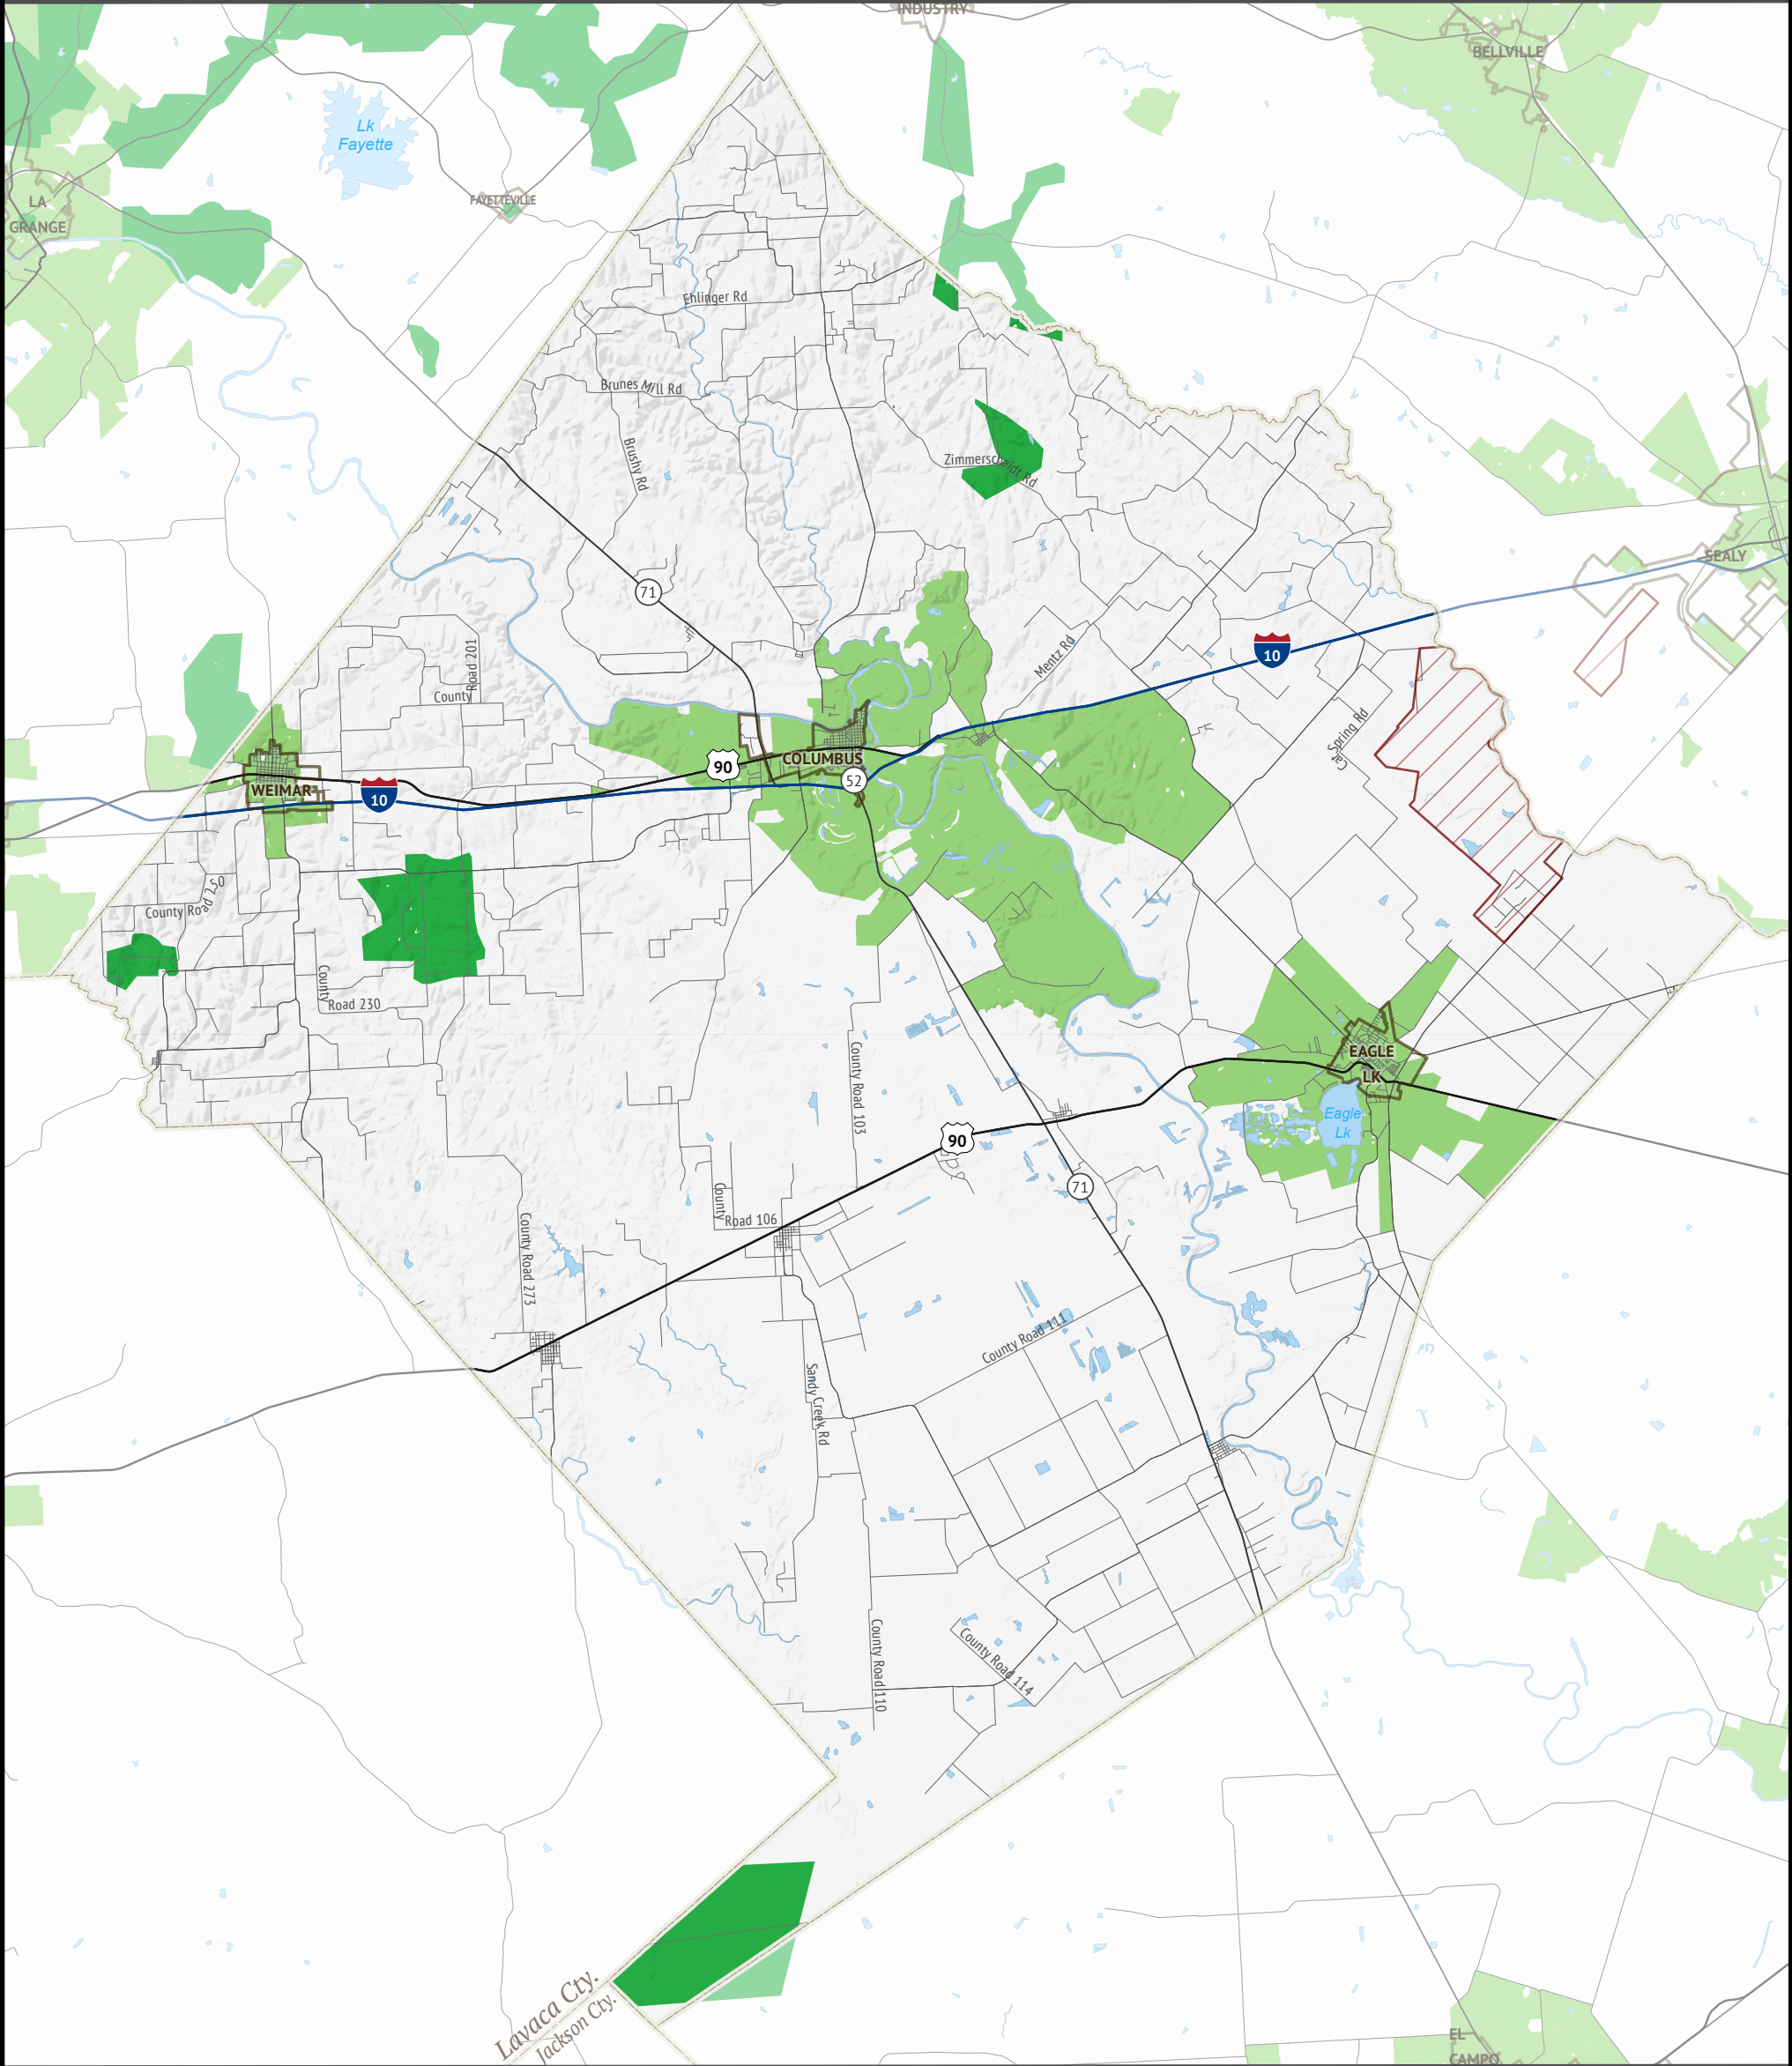 INDUSTRY
BELLVILLE
Lk
Fayette
LA
GRANGE
FAYETTEVILLE
Ehlinger Rd
Brunes Mill Rd
Brushy Rd
Zimmerscheidt Rd
SEALY
71
10
Mentz Rd
County
Road 201
Cat Spring Rd
90
COLUMBUS
52
WEIMAR
10
County Road 250
County
Road 230
EAGLE
LK
County Road 103
Eagle
Lk
90
71
County
Road 106
County Road 273
County Road 111
Sandy Creek Rd
County Road 110
County Road 114
Lavaca Cty.
Jackson Cty.
EL
CAMPO